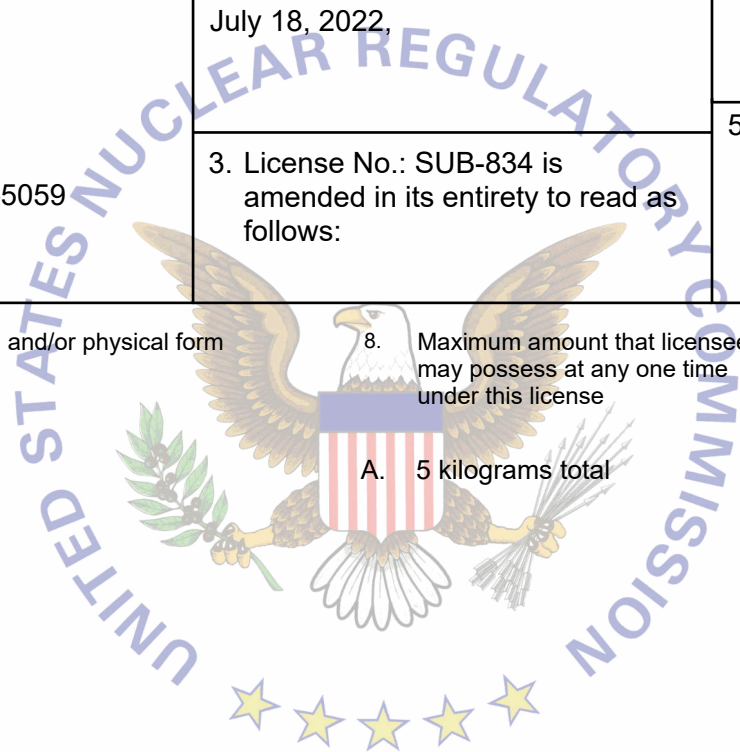 July 18, 2022,
5
3. License No.: SUB-834 is
amended in its entirety to read as
follows:
5059
and/or physical form
8. Maximum amount that licensee
may possess at any one time
under this license
A. 5 kilograms total
UNITED STATES NUCLEAR REGULATORY COMMISSION